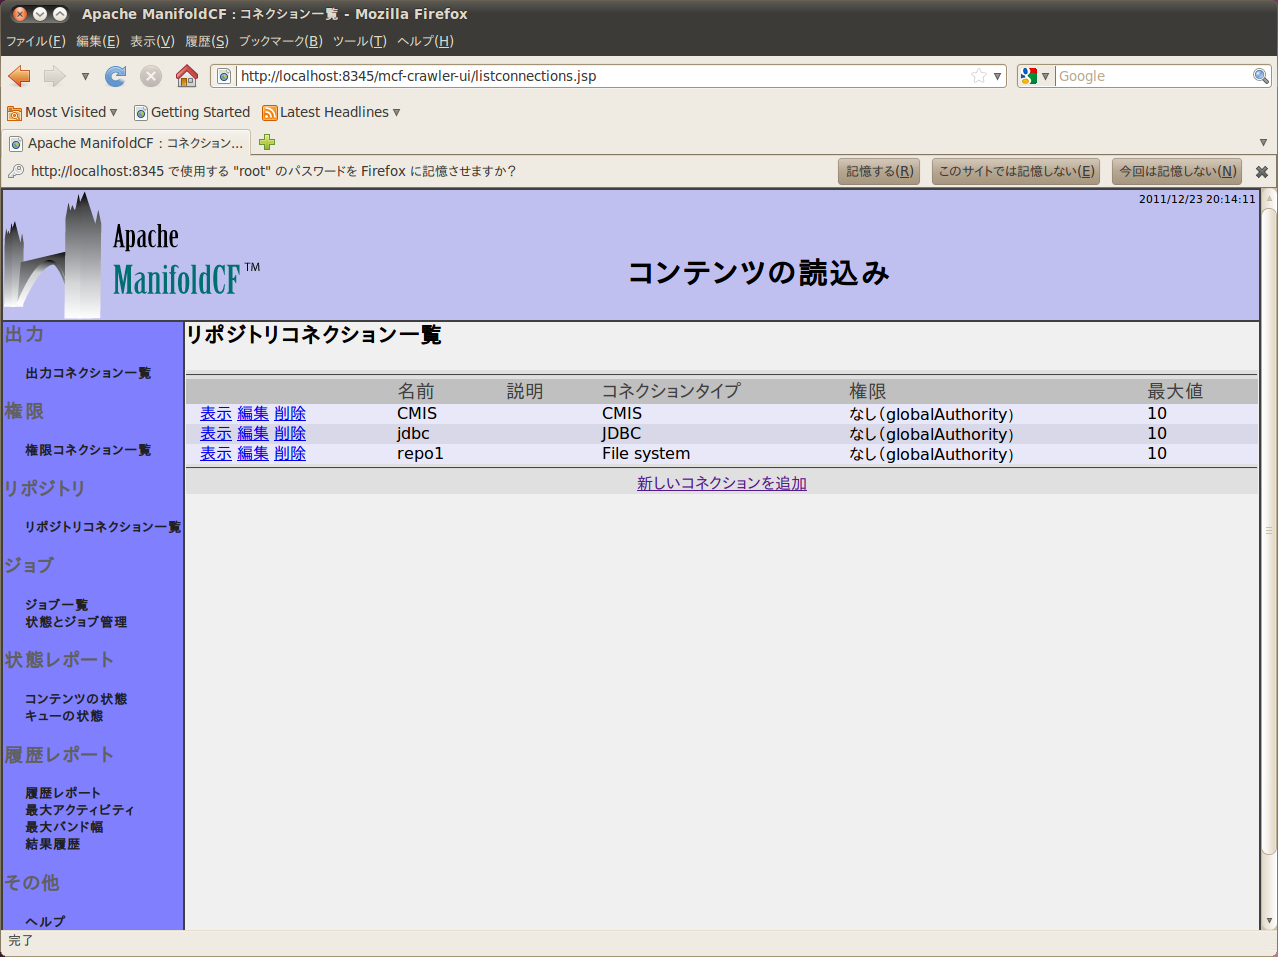 Apache ManifoldCF : コネクション一覧 - Mozilla Firefox
ファイル(F) 編集(E) 表示(V) 履歴(S) ブックマーク(B) ツール(T) ヘルプ(H)
http://localhost:8345/mcf-crawler-ui/listconnections.jsp
Google
Most Visited Getting Started Latest Headlines
Apache ManifoldCF : コネクション...
http://localhost:8345 で使用する "root" のパスワードを Firefox に記憶させますか?
記憶する(R) このサイトでは記憶しない(E) 今回は記憶しない(N)
2011/12/23 20:14:11
Apache
ManifoldCF TM
コンテンツの読込み
出力
出力コネクション一覧
権限
権限コネクション一覧
リポジトリ
リポジトリコネクション一覧
ジョブ
ジョブ一覧
状態とジョブ管理
状態レポート
コンテンツの状態
キューの状態
履歴レポート
履歴レポート
最大アクティビティ
最大バンド幅
結果履歴
その他
ヘルプ
リポジトリコネクション一覧
名前 説明 コネクションタイプ 権限 最大値
表示 編集 削除 CMIS CMIS なし（globalAuthority） 10
表示 編集 削除 jdbc JDBC なし（globalAuthority） 10
表示 編集 削除 repo1 File system なし（globalAuthority） 10
新しいコネクションを追加
完了